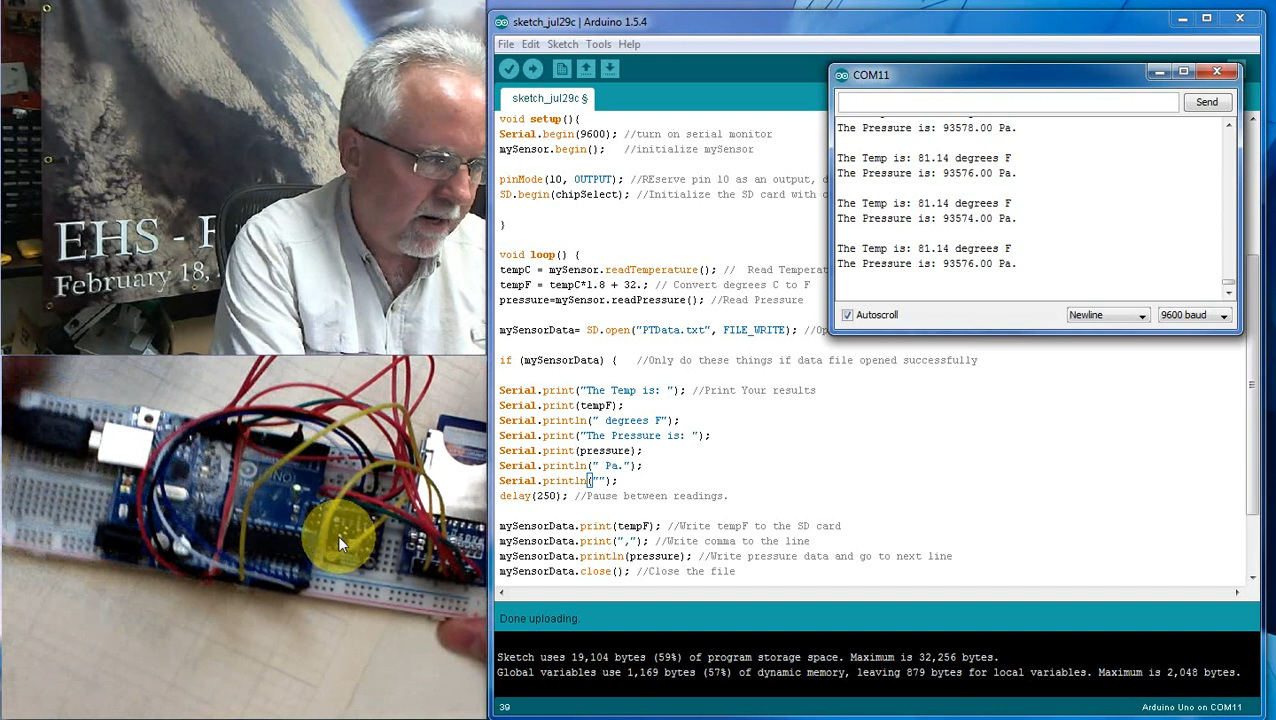 EHS - F
February 18,
sketch_jul29c | Arduino 1.5.4
File Edit Sketch Tools Help
sketch_jul29c §
void setup(){
Serial.begin(9600); //turn on serial monitor
mySensor.begin(); //initialize mySensor
pinMode(10, OUTPUT); //REserve pin 10 as an output, d
SD.begin(chipSelect); //Initialize the SD card with c
}
void loop() {
tempC = mySensor.readTemperature(); // Read Tempera
tempF = tempC*1.8 + 32.; // Convert degrees C to F
pressure=mySensor.readPressure(); //Read Pressure
mySensorData= SD.open("PTData.txt", FILE_WRITE); //Op
if (mySensorData) { //Only do these things if data file opened successfully
Serial.print("The Temp is: "); //Print Your results
Serial.print(tempF);
Serial.println(" degrees F");
Serial.print("The Pressure is: ");
Serial.print(pressure);
Serial.println(" Pa.");
Serial.println("");
delay(250); //Pause between readings.
mySensorData.print(tempF); //Write tempF to the SD card
mySensorData.print(","); //Write comma to the line
mySensorData.println(pressure); //Write pressure data and go to next line
mySensorData.close(); //Close the file
COM11
Send
The Pressure is: 93578.00 Pa.
The Temp is: 81.14 degrees F
The Pressure is: 93576.00 Pa.
The Temp is: 81.14 degrees F
The Pressure is: 93574.00 Pa.
The Temp is: 81.14 degrees F
The Pressure is: 93576.00 Pa.
Autoscroll
Newline
9600 baud
Done uploading.
Sketch uses 19,104 bytes (59%) of program storage space. Maximum is 32,256 bytes.
Global variables use 1,169 bytes (57%) of dynamic memory, leaving 879 bytes for local variables. Maximum is 2,048 bytes.
39
Arduino Uno on COM11